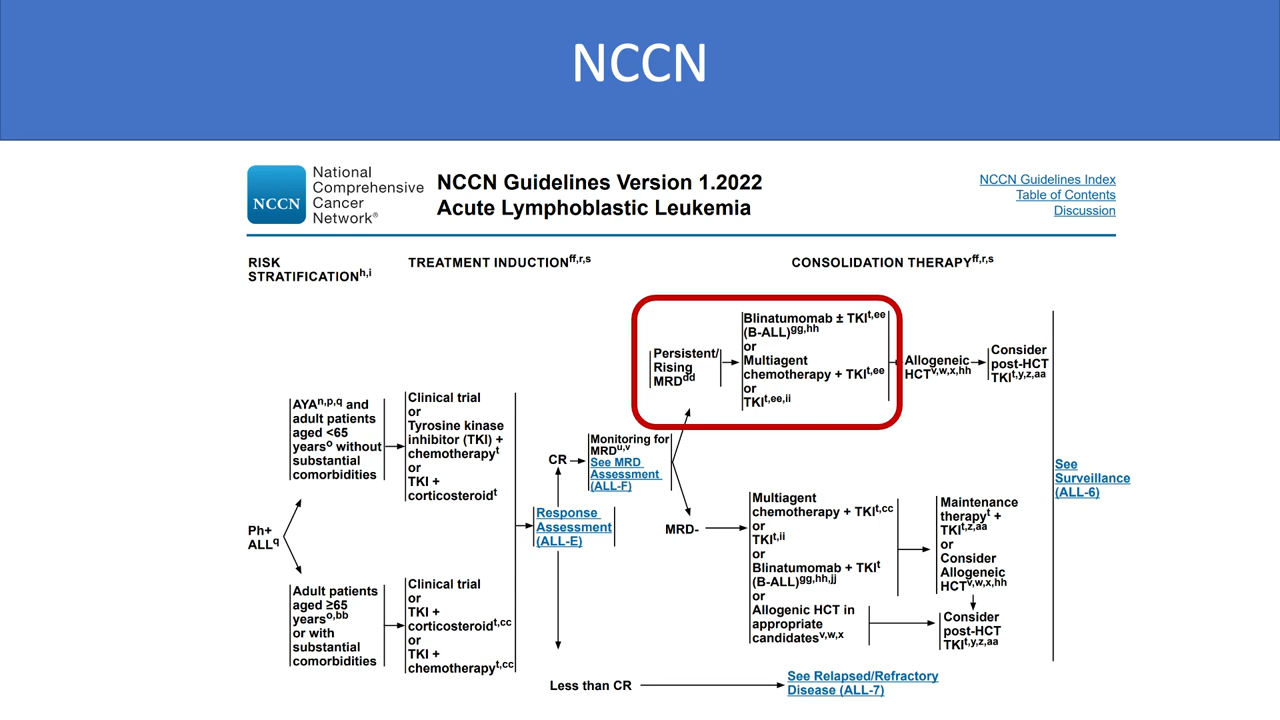 NCCN
NCCN
National
Comprehensive
Cancer
Network®
NCCN Guidelines Version 1.2022
Acute Lymphoblastic Leukemia
NCCN Guidelines Index
Table of Contents
Discussion
RISK
STRATIFICATIONh,i
TREATMENT INDUCTIONff,r,s
CONSOLIDATION THERAPYff,r,s
Ph+
ALLq
AYAn,p,q and
adult patients
aged <65
yearso without
substantial
comorbidities
Clinical trial
or
Tyrosine kinase
inhibitor (TKI) +
chemotherapyt
or
TKI +
corticosteroidt
Adult patients
aged ≥65
yearso,bb
or with
substantial
comorbidities
Clinical trial
or
TKI +
corticosteroidt,cc
or
TKI +
chemotherapyt,cc
Response
Assessment
(ALL-E)
CR
Monitoring for
MRDu,v
See MRD
Assessment
(ALL-F)
Persistent/
Rising
MRDdd
Blinatumomab ± TKIt,ee
(B-ALL)gg,hh
or
Multiagent
chemotherapy + TKIt,ee
or
TKIt,ee,ii
Allogeneic
HCTv,w,x,hh
Consider
post-HCT
TKIt,y,z,aa
MRD-
Multiagent
chemotherapy + TKIt,cc
or
TKIt,ii
or
Blinatumomab + TKIt
(B-ALL)gg,hh,jj
or
Allogenic HCT in
appropriate
candidatesv,w,x
Maintenance
therapyt +
TKIt,z,aa
or
Consider
Allogeneic
HCTv,w,x,hh
Consider
post-HCT
TKIt,y,z,aa
See
Surveillance
(ALL-6)
Less than CR
See Relapsed/Refractory
Disease (ALL-7)